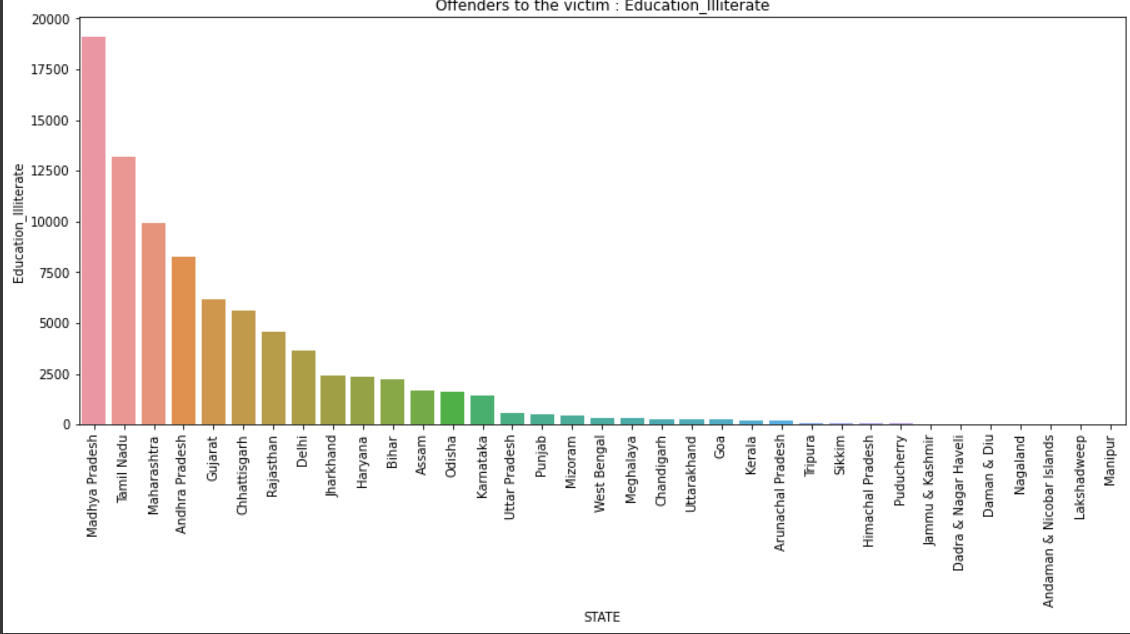 Offenders to the victim : Education_Illiterate
20000
17500
15000
12500
10000
7500
5000
2500
0
Education_Illiterate
Madhya Pradesh
Tamil Nadu
Maharashtra
Andhra Pradesh
Gujarat
Chhattisgarh
Rajasthan
Delhi
Jharkhand
Haryana
Bihar
Assam
Odisha
Karnataka
Uttar Pradesh
Punjab
Mizoram
West Bengal
Meghalaya
Chandigarh
Uttarakhand
Goa
Kerala
Arunachal Pradesh
Tripura
Sikkim
Himachal Pradesh
Puducherry
Jammu & Kashmir
Dadra & Nagar Haveli
Daman & Diu
Nagaland
Andaman & Nicobar Islands
Lakshadweep
Manipur
STATE